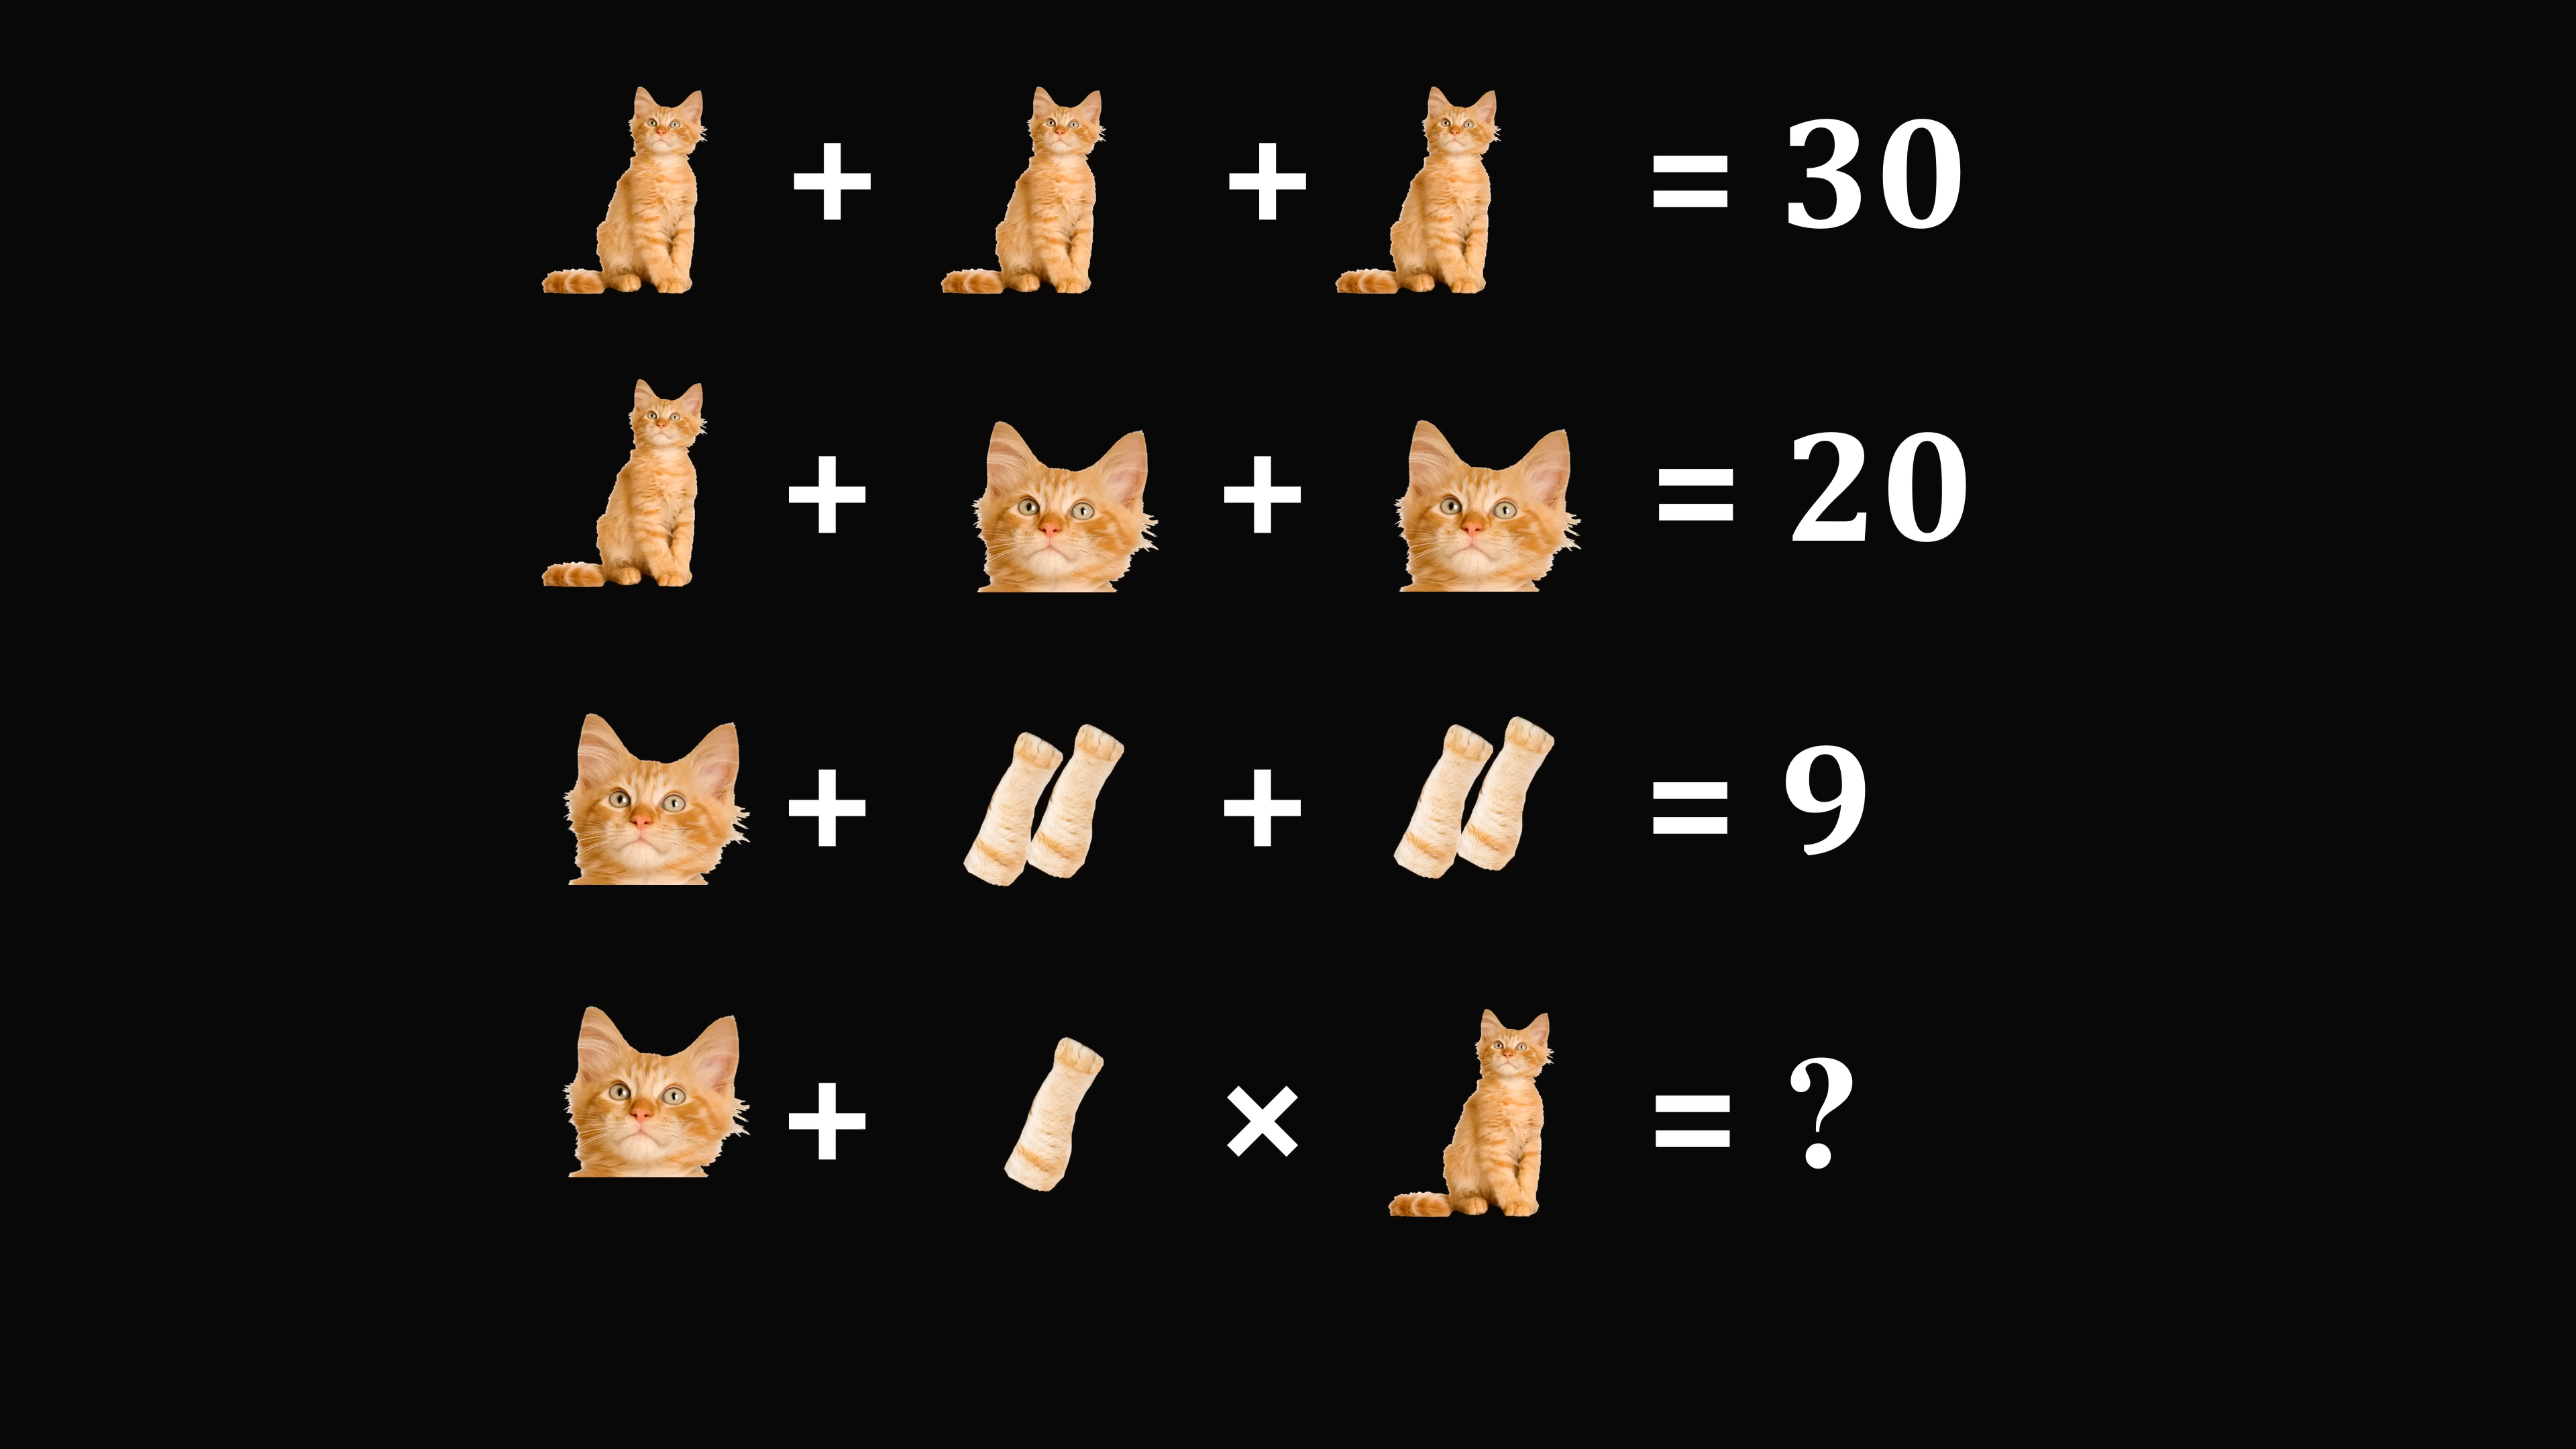 + + = 30
+ + = 20
+ + = 9
+ × = ?